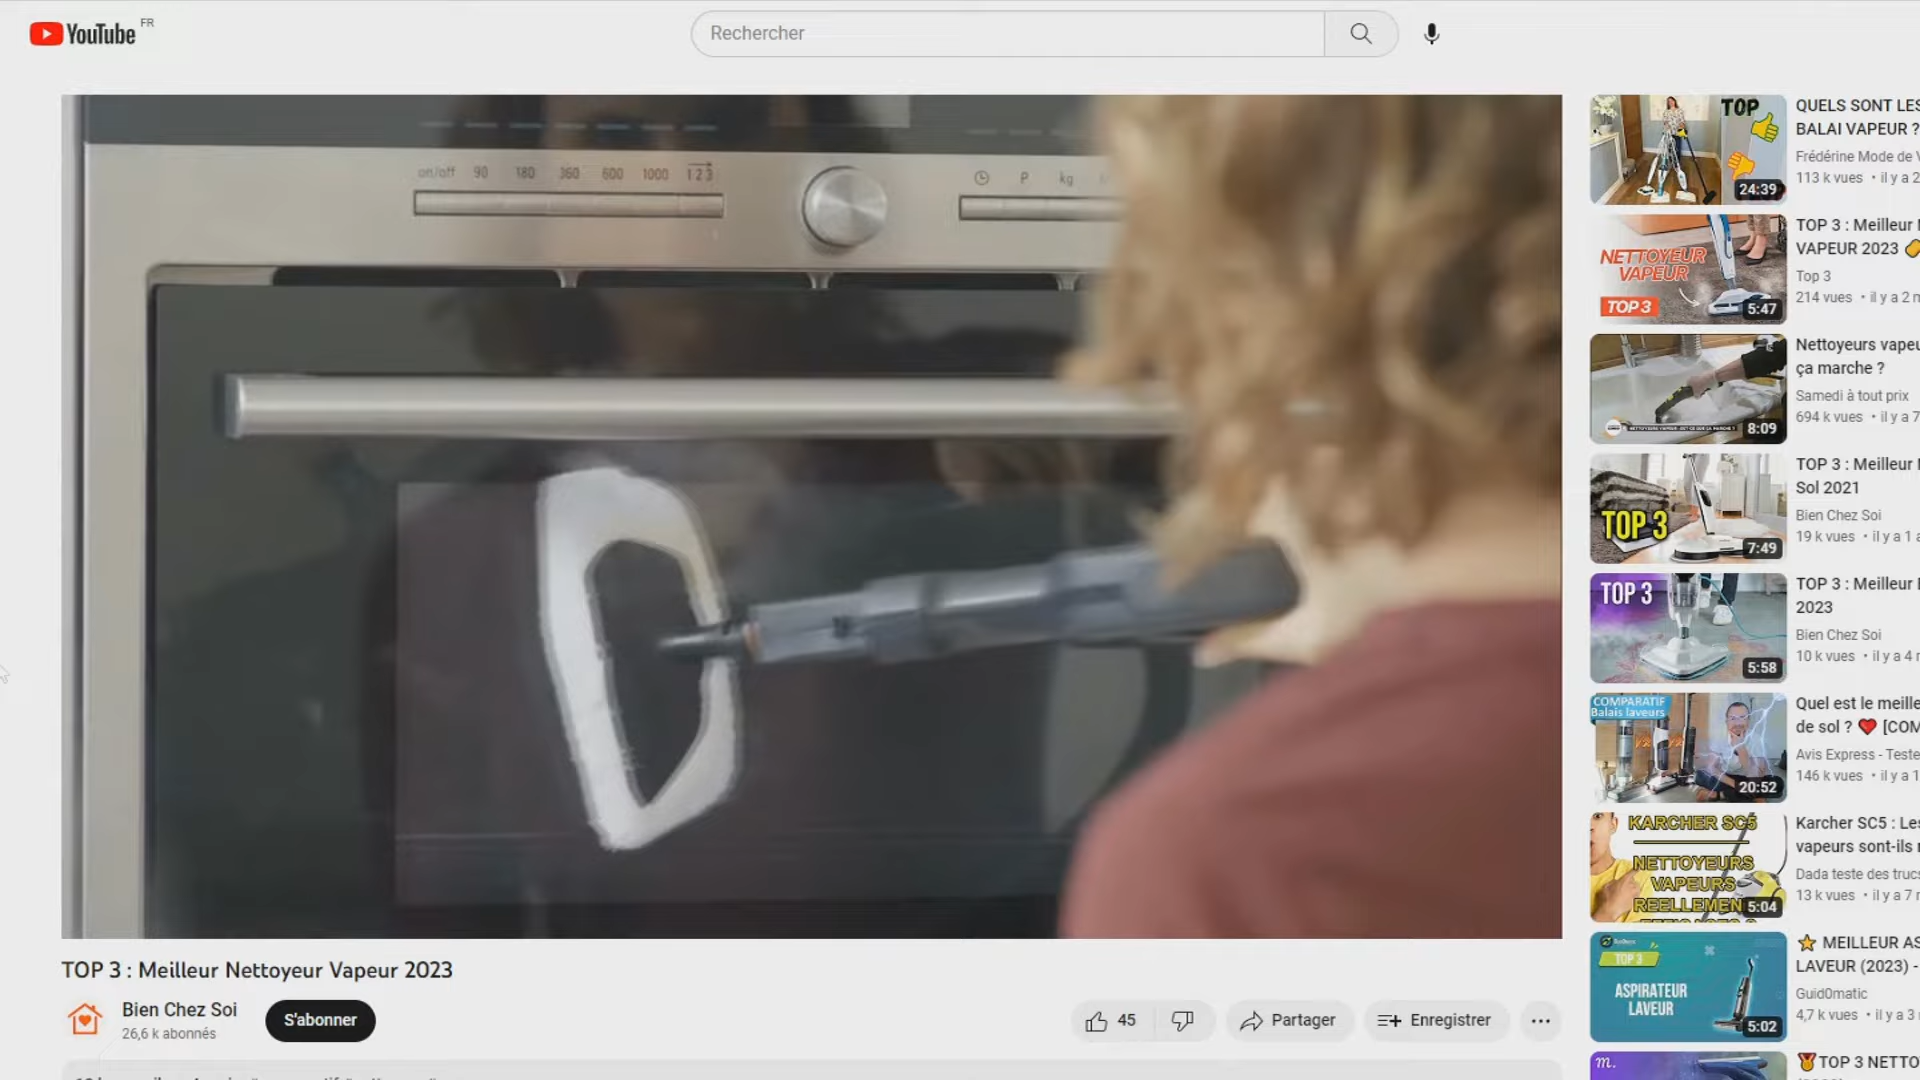 YouTube FR
Rechercher
on/off 90 180 360 600 1000 1 2 3
P kg
TOP 3 : Meilleur Nettoyeur Vapeur 2023
Bien Chez Soi
26,6 k abonnés
S'abonner
45
Partager
Enregistrer
TOP
24:39
QUELS SONT LES
BALAI VAPEUR ?
Frédérine Mode de V
113 k vues • il y a 2
NETTOYEUR
VAPEUR
TOP 3
5:47
TOP 3 : Meilleur
VAPEUR 2023
Top 3
214 vues • il y a 2 m
8:09
Nettoyeurs vapeu
ça marche ?
Samedi à tout prix
694 k vues • il y a 7
TOP 3
7:49
TOP 3 : Meilleur
Sol 2021
Bien Chez Soi
19 k vues • il y a 1 a
TOP 3
5:58
TOP 3 : Meilleur
2023
Bien Chez Soi
10 k vues • il y a 4 m
COMPARATIF
Balais laveurs
20:52
Quel est le meille
de sol ? [COM
Avis Express - Teste
146 k vues • il y a 1
KARCHER SC5
NETTOYEURS
VAPEURS
REELLEMEN
5:04
Karcher SC5 : Les
vapeurs sont-ils
Dada teste des trucs
13 k vues • il y a 7 m
TOP 3
ASPIRATEUR
LAVEUR
5:02
MEILLEUR AS
LAVEUR (2023) -
Guid0matic
4,7 k vues • il y a 3
m.
TOP 3 NETTO